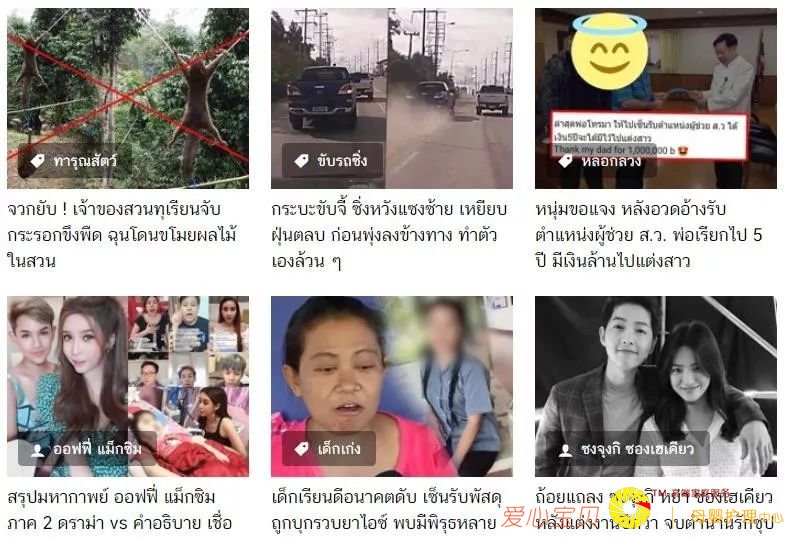 ล่าสุดพ่อโทรมา ให้ไปเซ็นรับตำแหน่งผู้ช่วย ส.ว ได้
เงิน5ปีจะได้มีไว้ไปแต่งสาว
Thank my dad for 1,000,000 b
ทารุณสัตว์
ขับรถซิ่ง
หลอกลวง
จวกยับ ! เจ้าของสวนทุเรียนจับ
กระรอกขึงพืด ฉุนโดนขโมยผลไม้
ในสวน
กระบะขับจี้ ซิ่งหวังแซงซ้าย เหยียบ
ฝุ่นตลบ ก่อนพุ่งลงข้างทาง ทำตัว
เองล้วน ๆ
หนุ่มขอแจง หลังอวดอ้างรับ
ตำแหน่งผู้ช่วย ส.ว. พ่อเรียกไป 5
ปี มีเงินล้านไปแต่งสาว
ออฟฟี่ แม็กซิม
เด็กเก่ง
ซงจุงกิ ซองเฮเคียว
สรุปมหากาพย์ ออฟฟี่ แม็กซิม
ภาค 2 ดราม่า vs คำอธิบาย เชื่อ
เด็กเรียนดีอนาคตดับ เซ็นรับพัสดุ
ถูกบุกรวบยาไอซ์ พบมีพิรุธหลาย
ถ้อยแถลง ซงจุงกิ หย่า ซองเฮเคียว
หลังแต่งงานปีกว่า จบตำนานรักซุป
爱心宝贝
母婴护理中心